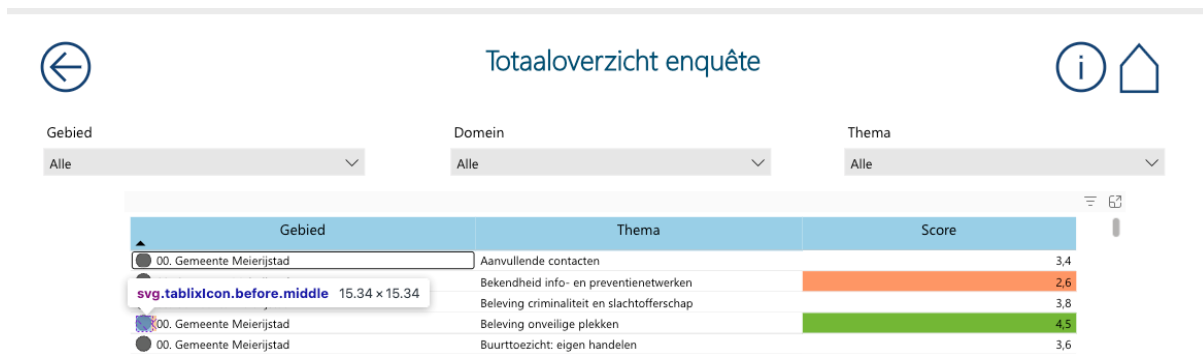 Totaaloverzicht enquête
i
Gebied Domein Thema
Alle Alle Alle
Gebied Thema Score
00. Gemeente Meierijstad Aanvullende contacten 3,4
Bekendheid info- en preventienetwerken 2,6
svg.tablixIcon.before.middle 15.34 × 15.34
Beleving criminaliteit en slachtofferschap 3,8
00. Gemeente Meierijstad Beleving onveilige plekken 4,5
00. Gemeente Meierijstad Buurttoezicht: eigen handelen 3,6